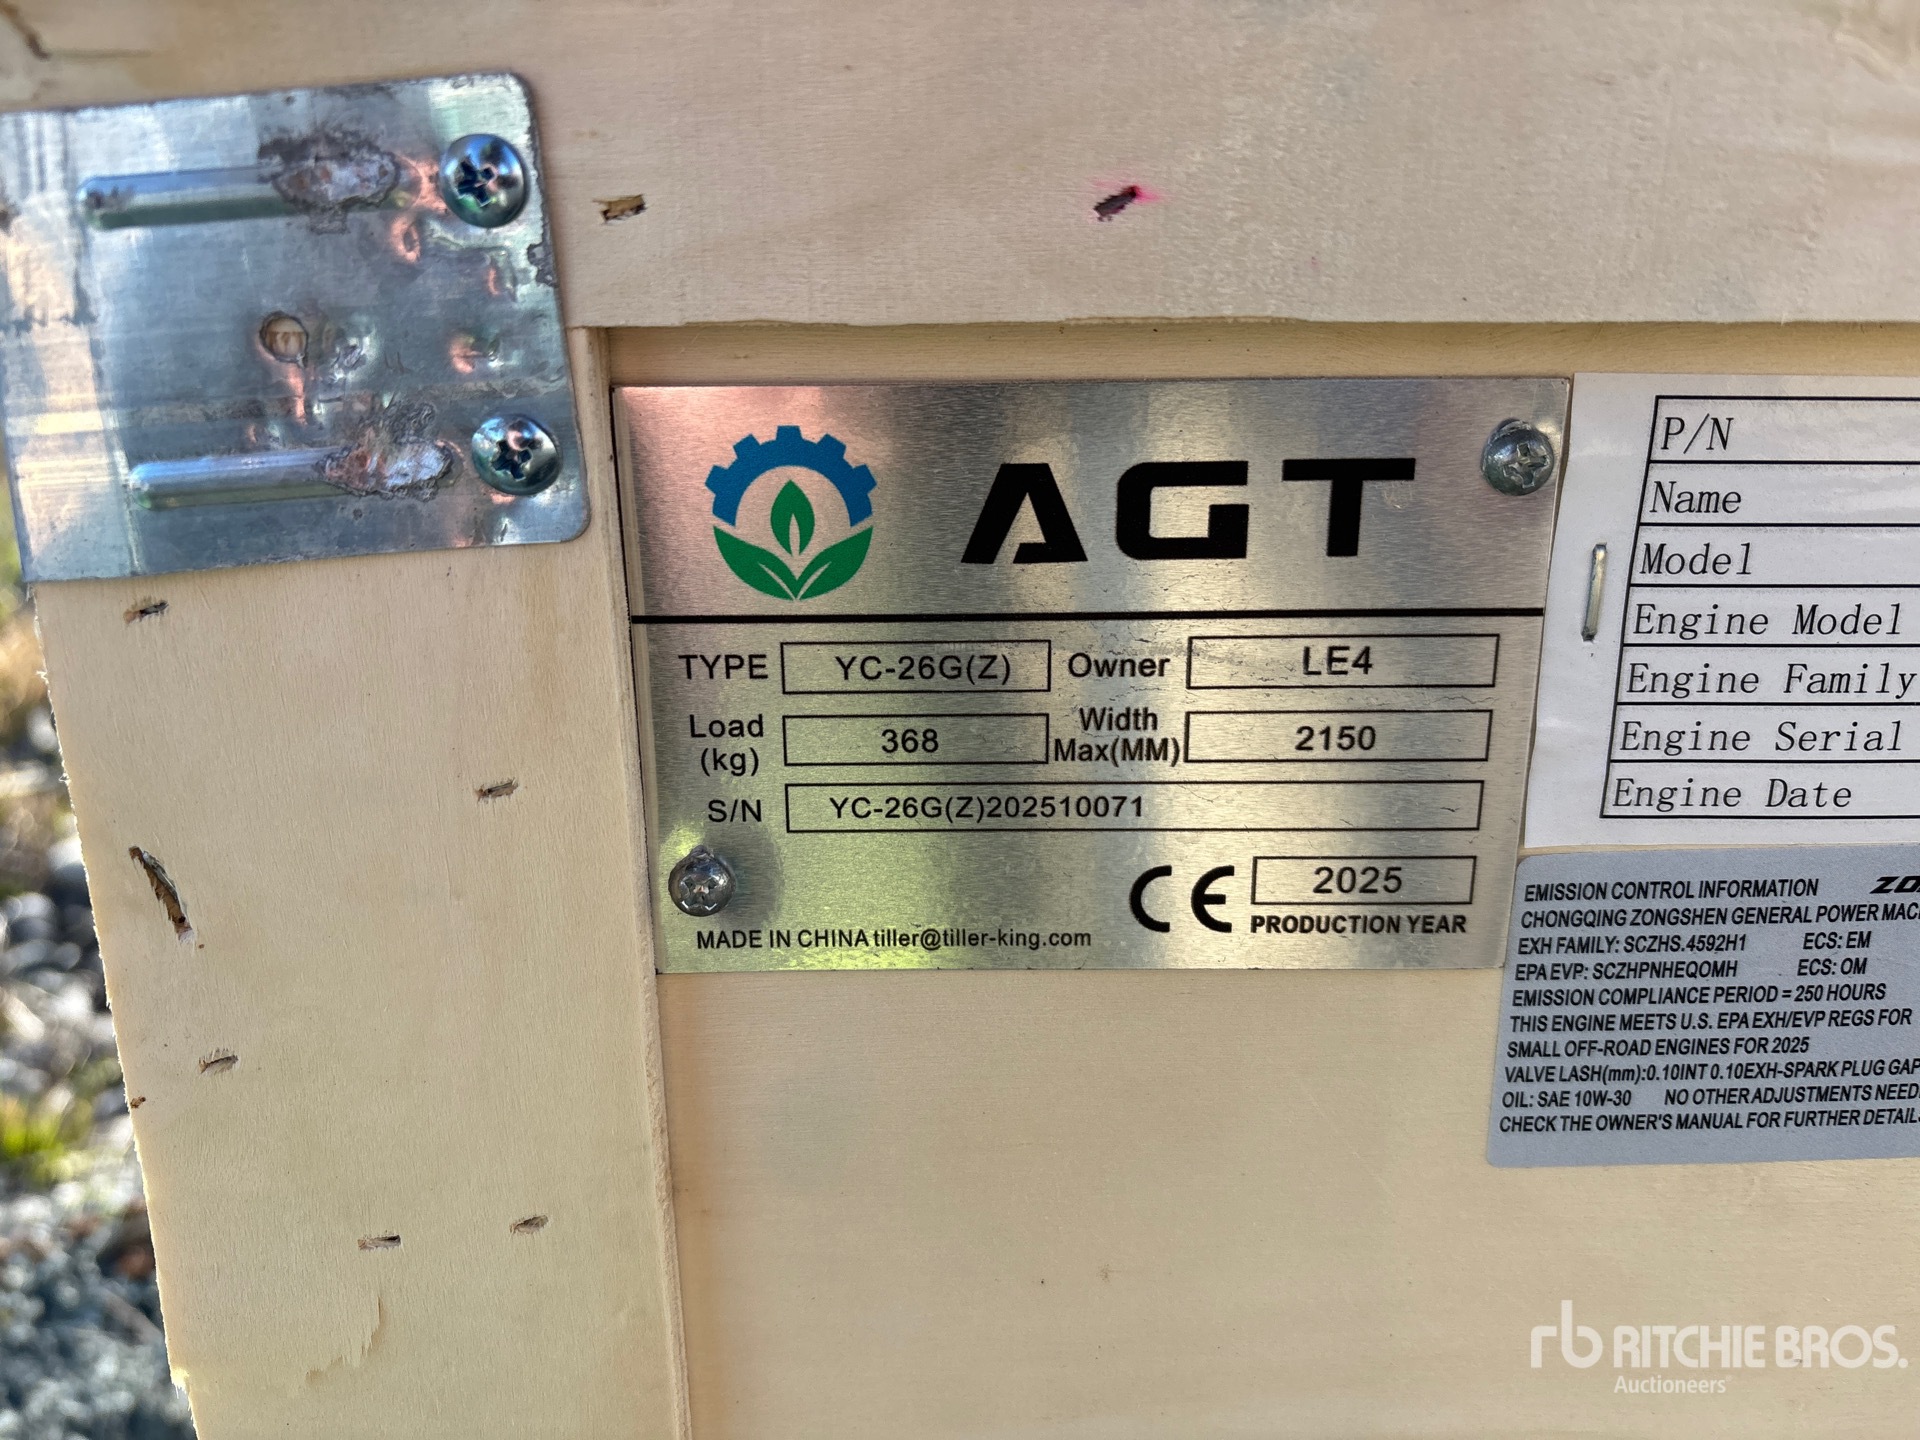 AGT
TYPE YC-26G(Z) Owner LE4
Load (kg) 368 Width Max(MM) 2150
S/N YC-26G(Z)202510071
CE 2025
PRODUCTION YEAR
MADE IN CHINA tiller@tiller-king.com
P/N
Name
Model
Engine Model
Engine Family
Engine Serial
Engine Date
EMISSION CONTROL INFORMATION
CHONGQING ZONGSHEN GENERAL POWER
EXH FAMILY: SCZHS.4592H1 ECS: EM
EPA EVP: SCZHPNHEQOMH ECS: OM
EMISSION COMPLIANCE PERIOD = 250 HOURS
THIS ENGINE MEETS U.S. EPA EXH/EVP REGS FOR
SMALL OFF-ROAD ENGINES FOR 2025
VALVE LASH(mm):0.10INT 0.10EXH-SPARK PLUG GAP
OIL: SAE 10W-30 NO OTHER ADJUSTMENTS
CHECK THE OWNER'S MANUAL FOR FURTHER
rb RITCHIE BROS.
Auctioneers